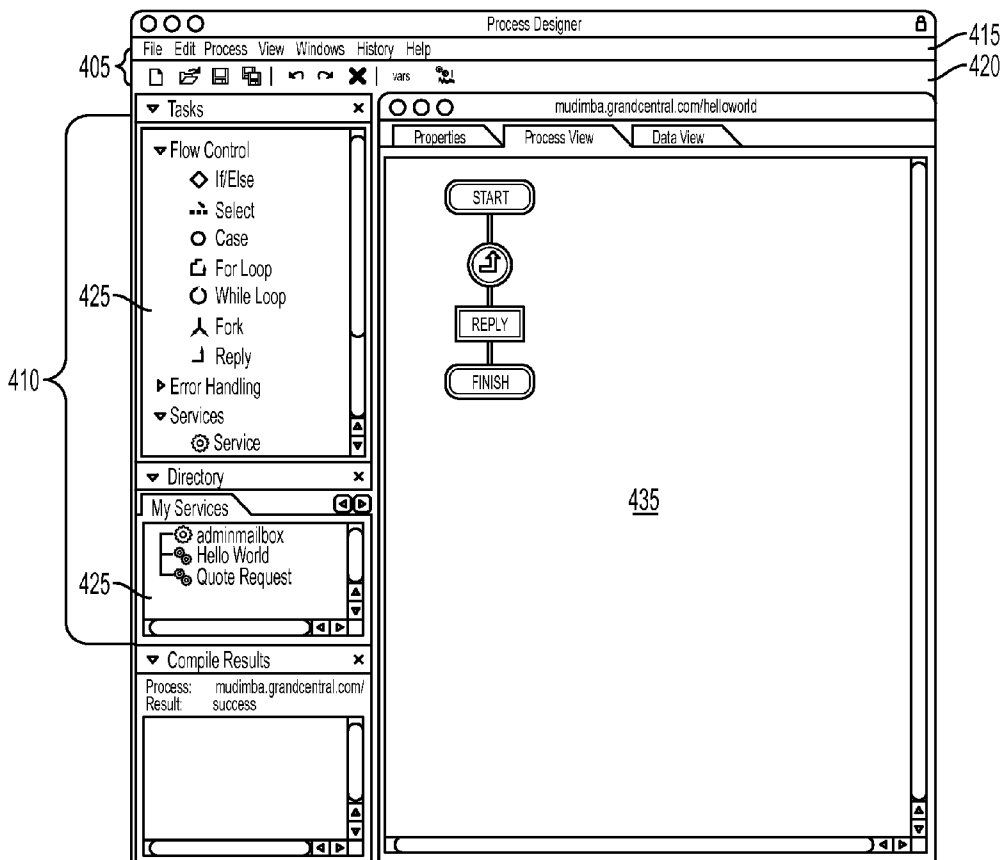 Process Designer
File Edit Process View Windows History Help
415
405
vars
420
Tasks
mudimba.grandcentral.com/helloworld
Properties
Process View
Data View
Flow Control
If/Else
Select
Case
For Loop
While Loop
Fork
Reply
Error Handling
Services
Service
425
410
START
REPLY
FINISH
435
Directory
My Services
adminmailbox
Hello World
Quote Request
425
Compile Results
Process: mudimba.grandcentral.com/
Result: success